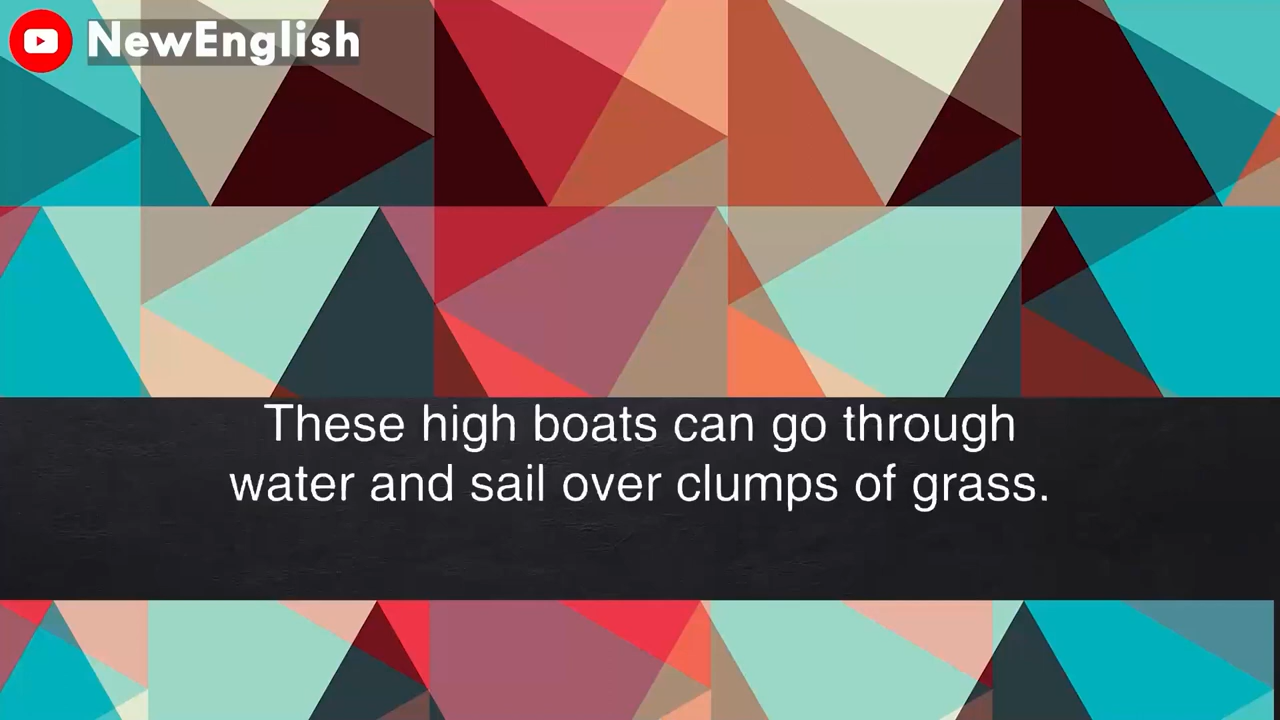 NewEnglish
These high boats can go through
water and sail over clumps of grass.